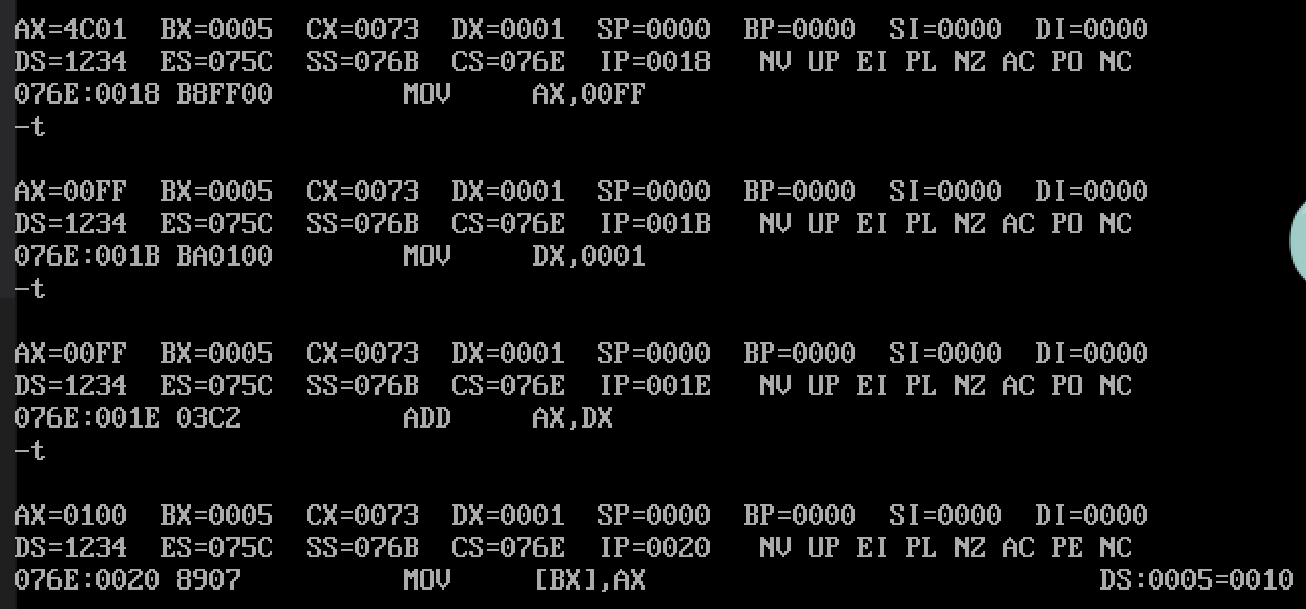 AX=4C01 BX=0005 CX=0073 DX=0001 SP=0000 BP=0000 SI=0000 DI=0000
DS=1234 ES=075C SS=076B CS=076E IP=0018 NV UP EI PL NZ AC PO NC
076E:0018 B8FF00 MOV AX,00FF
-t
AX=00FF BX=0005 CX=0073 DX=0001 SP=0000 BP=0000 SI=0000 DI=0000
DS=1234 ES=075C SS=076B CS=076E IP=001B NV UP EI PL NZ AC PO NC
076E:001B BA0100 MOV DX,0001
-t
AX=00FF BX=0005 CX=0073 DX=0001 SP=0000 BP=0000 SI=0000 DI=0000
DS=1234 ES=075C SS=076B CS=076E IP=001E NV UP EI PL NZ AC PO NC
076E:001E 03C2 ADD AX,DX
-t
AX=0100 BX=0005 CX=0073 DX=0001 SP=0000 BP=0000 SI=0000 DI=0000
DS=1234 ES=075C SS=076B CS=076E IP=0020 NV UP EI PL NZ AC PE NC
076E:0020 8907 MOV [BX],AX DS:0005=0010